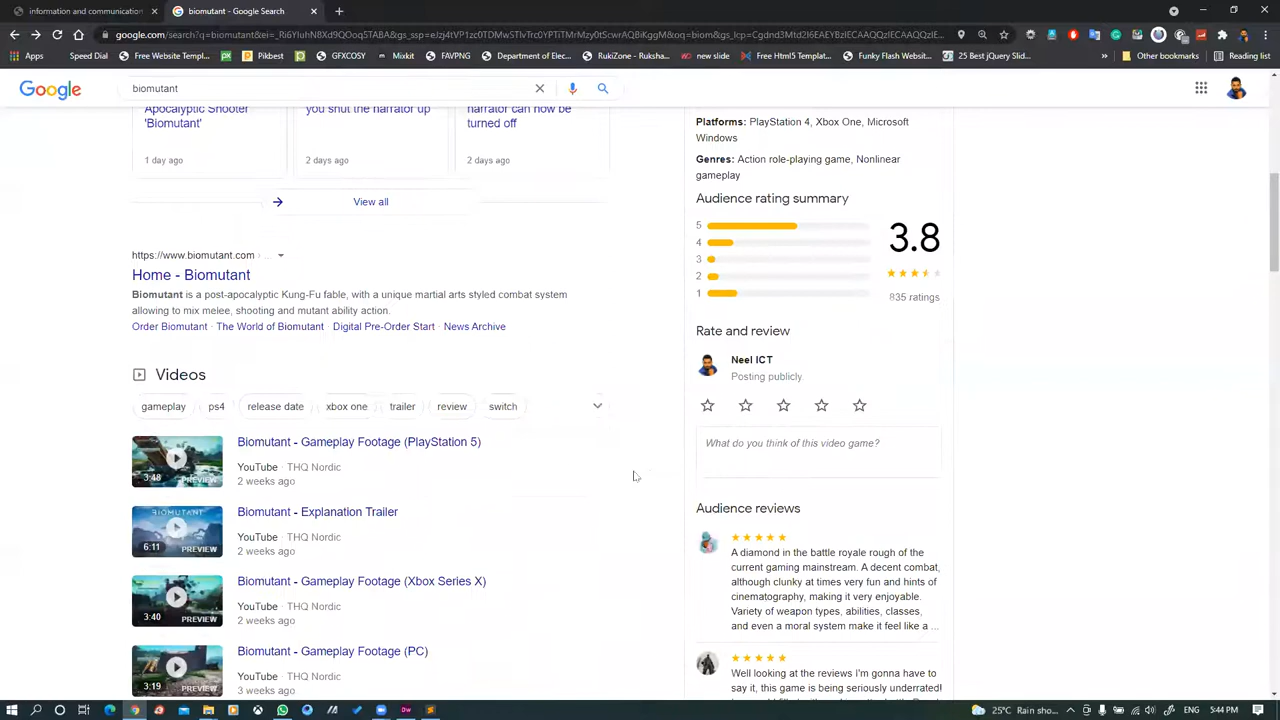 information and communication
biomutant - Google Search
google.com/search?q=biomutant&ei=_Ri6YIuHN8Xd9QOoqSTABA&gs_ssp=eJzj4tVP1zc0TDMwSTIvTrc0YPTiTMrMzy0tScwrAQBiKggM&oq=biom&gs_lcp=
Apps
Speed Dial
pixabay
Pikbest
GFXCOSY
Mixkit
PSDFREEBIES
Department of Elec...
RukiZone - Ruksha...
new slide
Free Html5 Templat...
Funky Flash Websit...
25 Best jQuery Slid...
Other bookmarks
Reading list
Google
biomutant
Apocalyptic Shooter
'Biomutant'
you shut the narrator up
narrator can now be
turned off
1 day ago
2 days ago
2 days ago
View all
https://www.biomutant.com › ...
Home - Biomutant
Biomutant is a post-apocalyptic Kung-Fu fable, with a unique martial arts styled combat system
allowing to mix melee, shooting and mutant ability action.
Order Biomutant · The World of Biomutant · Digital Pre-Order Start · News Archive
Videos
gameplay
ps4
release date
xbox one
trailer
review
switch
Biomutant - Gameplay Footage (PlayStation 5)
YouTube · THQ Nordic
2 weeks ago
3:48
PREVIEW
Biomutant - Explanation Trailer
YouTube · THQ Nordic
2 weeks ago
BIOMUTANT
6:11
PREVIEW
Biomutant - Gameplay Footage (Xbox Series X)
YouTube · THQ Nordic
2 weeks ago
3:40
PREVIEW
Biomutant - Gameplay Footage (PC)
YouTube · THQ Nordic
3 weeks ago
3:19
PREVIEW
Platforms: PlayStation 4, Xbox One, Microsoft
Windows
Genres: Action role-playing game, Nonlinear
gameplay
Audience rating summary
5
4
3
2
1
3.8
835 ratings
Rate and review
Neel ICT
Posting publicly
What do you think of this video game?
Audience reviews
A diamond in the battle royale rough of the
current gaming mainstream. A decent combat,
although clunky at times very fun and hints of
cinematography, making it very enjoyable.
Variety of weapon types, abilities, classes,
and even a moral system make it feel like a ...
Well looking at the reviews i'm gonna have to
say it, this game is being seriously underrated!
25°C Rain sho...
ENG
5:44 PM